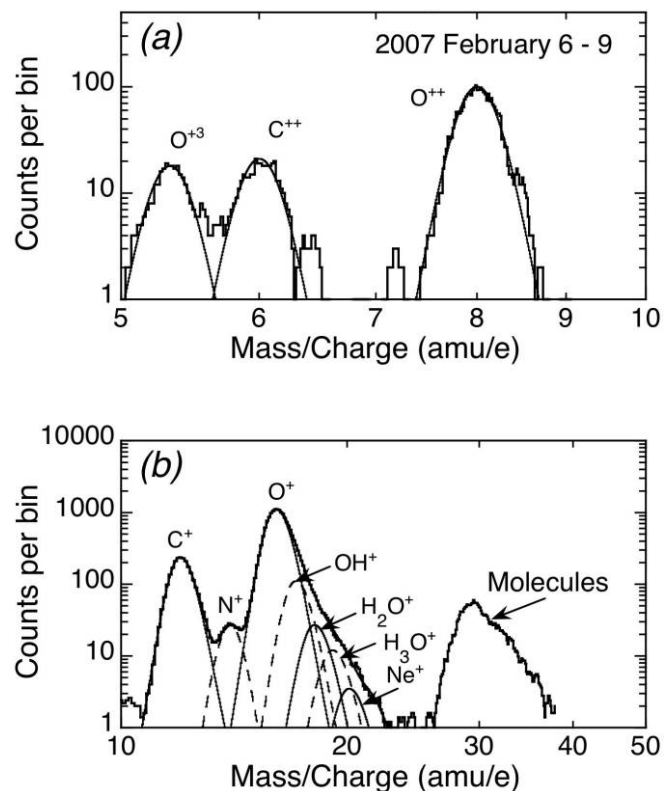 (a)
2007 February 6 - 9
O⁺³
C⁺⁺
O⁺⁺
Counts per bin
100
10
1
5 6 7 8 9 10
Mass/Charge (amu/e)
(b)
Counts per bin
10000
1000
100
10
1
C⁺
N⁺
O⁺
OH⁺
H₂O⁺
H₃O⁺
Ne⁺
Molecules
10 20 30 40 50
Mass/Charge (amu/e)